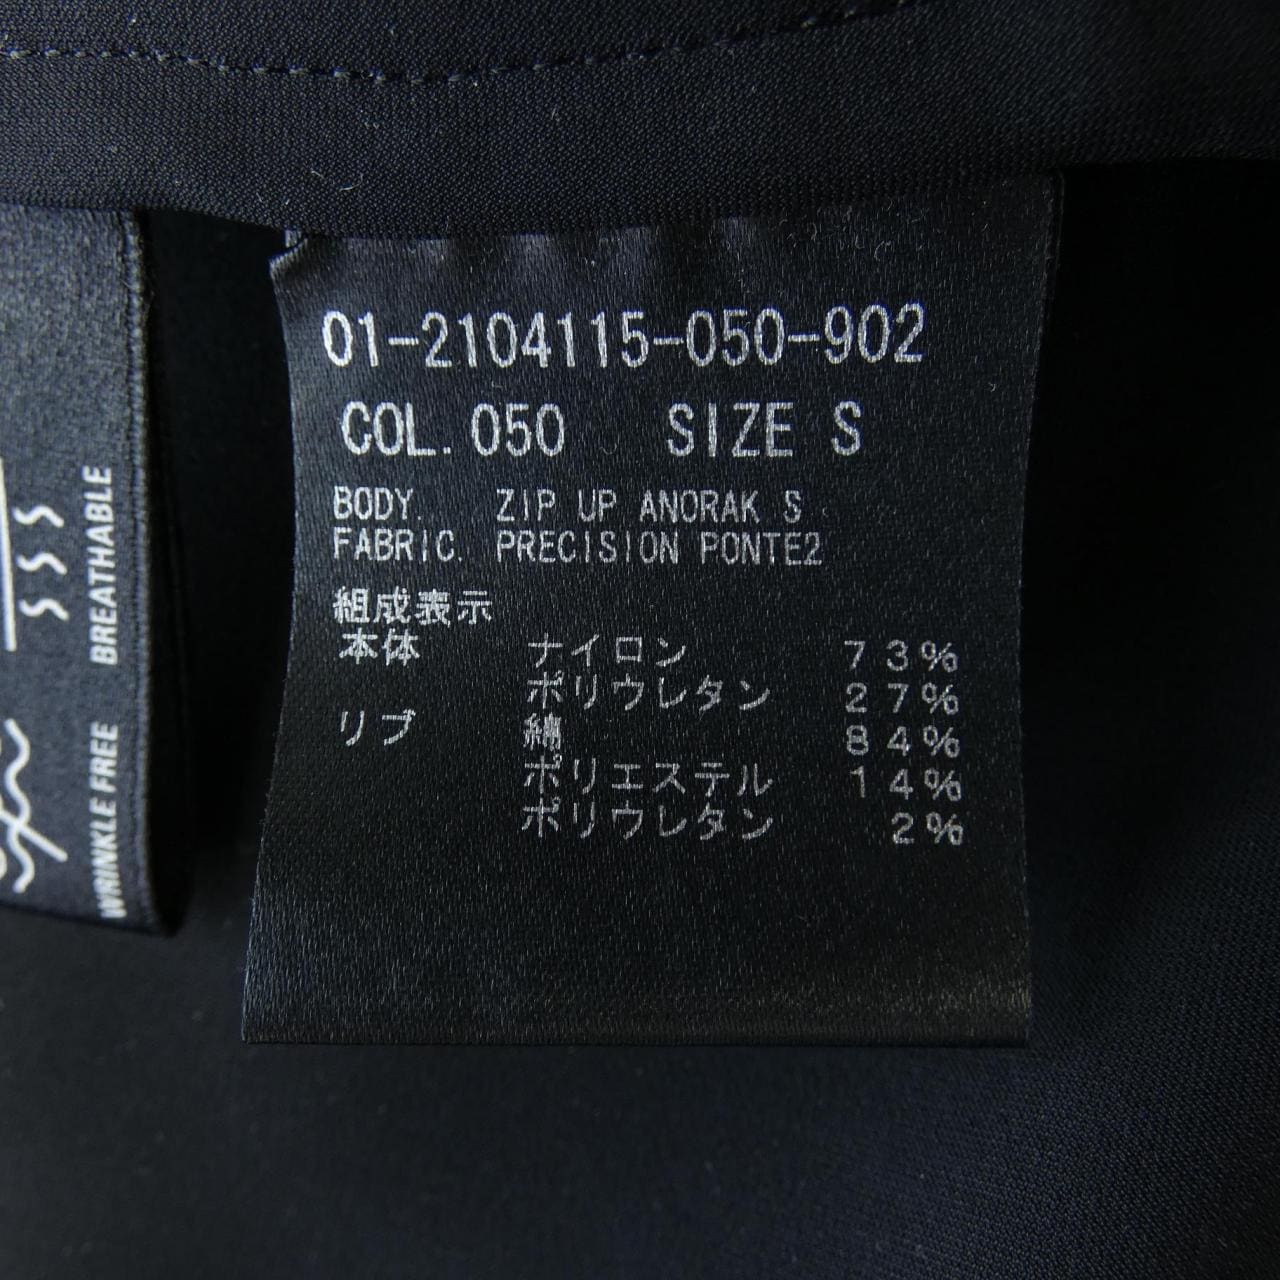 01-2104115-050-902
COL. 050 SIZE S
BODY. ZIP UP ANORAK S
FABRIC. PRECISION PONTE2
組成表示
本体 ナイロン 73%
ポリウレタン 27%
リブ 綿 84%
ポリエステル 14%
ポリウレタン 2%
BREATHABLE
WRINKLE FREE